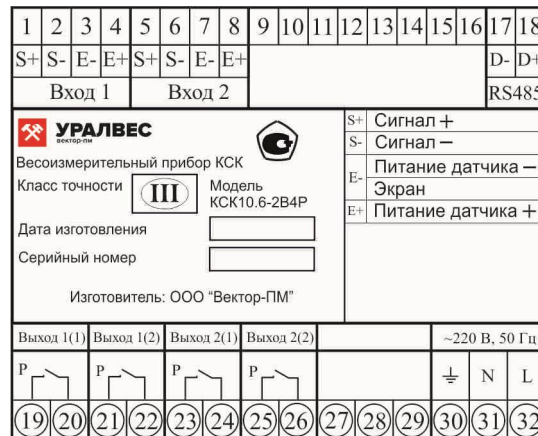 1 2 3 4 5 6 7 8 9 10 11 12 13 14 15 16 17 18
S+ S- E- E+ S+ S- E- E+ D- D+
Вход 1 Вход 2 RS485
УРАЛВЕС
вектор-пм
Весоизмерительный прибор КСК
Класс точности III Модель
КСК10.6-2В4Р
Дата изготовления
Серийный номер
Изготовитель: ООО “Вектор-ПМ”
S+ Сигнал +
S- Сигнал −
E- Питание датчика −
Экран
E+ Питание датчика +
Выход 1(1) Выход 1(2) Выход 2(1) Выход 2(2) ~220 В, 50 Гц
P P P P N L
19 20 21 22 23 24 25 26 27 28 29 30 31 32